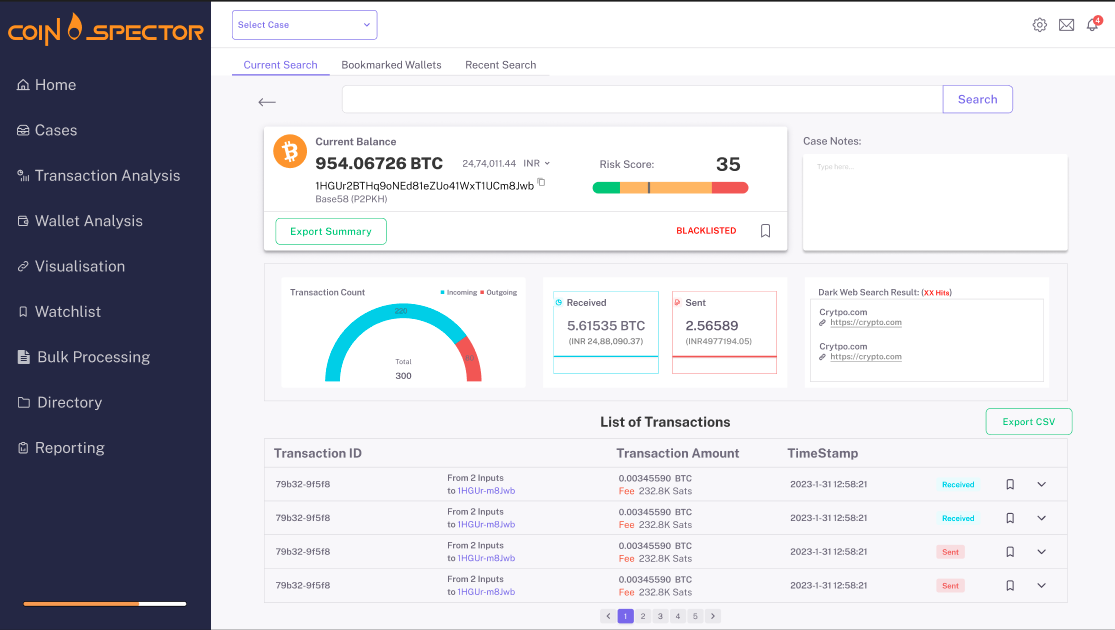 COIN SPECTOR
Home
Cases
Transaction Analysis
Wallet Analysis
Visualisation
Watchlist
Bulk Processing
Directory
Reporting
Select Case
4
Current Search
Bookmarked Wallets
Recent Search
Search
Current Balance
954.06726 BTC
24,74,011.44 INR
1HGUr2BTHq9oNEd81eZUo41WxT1UCm8Jwb
Base58 (P2PKH)
Risk Score:
35
Export Summary
BLACKLISTED
Case Notes:
Type here...
Transaction Count
Incoming
Outgoing
220
80
Total
300
Received
5.61535 BTC
(INR 24,88,090.37)
Sent
2.56589
(INR4977194.05)
Dark Web Search Result: (XX Hits)
Crytpo.com
https://crypto.com
Crytpo.com
https://crypto.com
List of Transactions
Export CSV
Transaction ID
Transaction Amount
TimeStamp
79b32-9f5f8
From 2 Inputs
to 1HGUr-m8Jwb
0.00345590 BTC
Fee 232.8K Sats
2023-1-31 12:58:21
Received
79b32-9f5f8
From 2 Inputs
to 1HGUr-m8Jwb
0.00345590 BTC
Fee 232.8K Sats
2023-1-31 12:58:21
Received
79b32-9f5f8
From 2 Inputs
to 1HGUr-m8Jwb
0.00345590 BTC
Fee 232.8K Sats
2023-1-31 12:58:21
Sent
79b32-9f5f8
From 2 Inputs
to 1HGUr-m8Jwb
0.00345590 BTC
Fee 232.8K Sats
2023-1-31 12:58:21
Sent
1 2 3 4 5